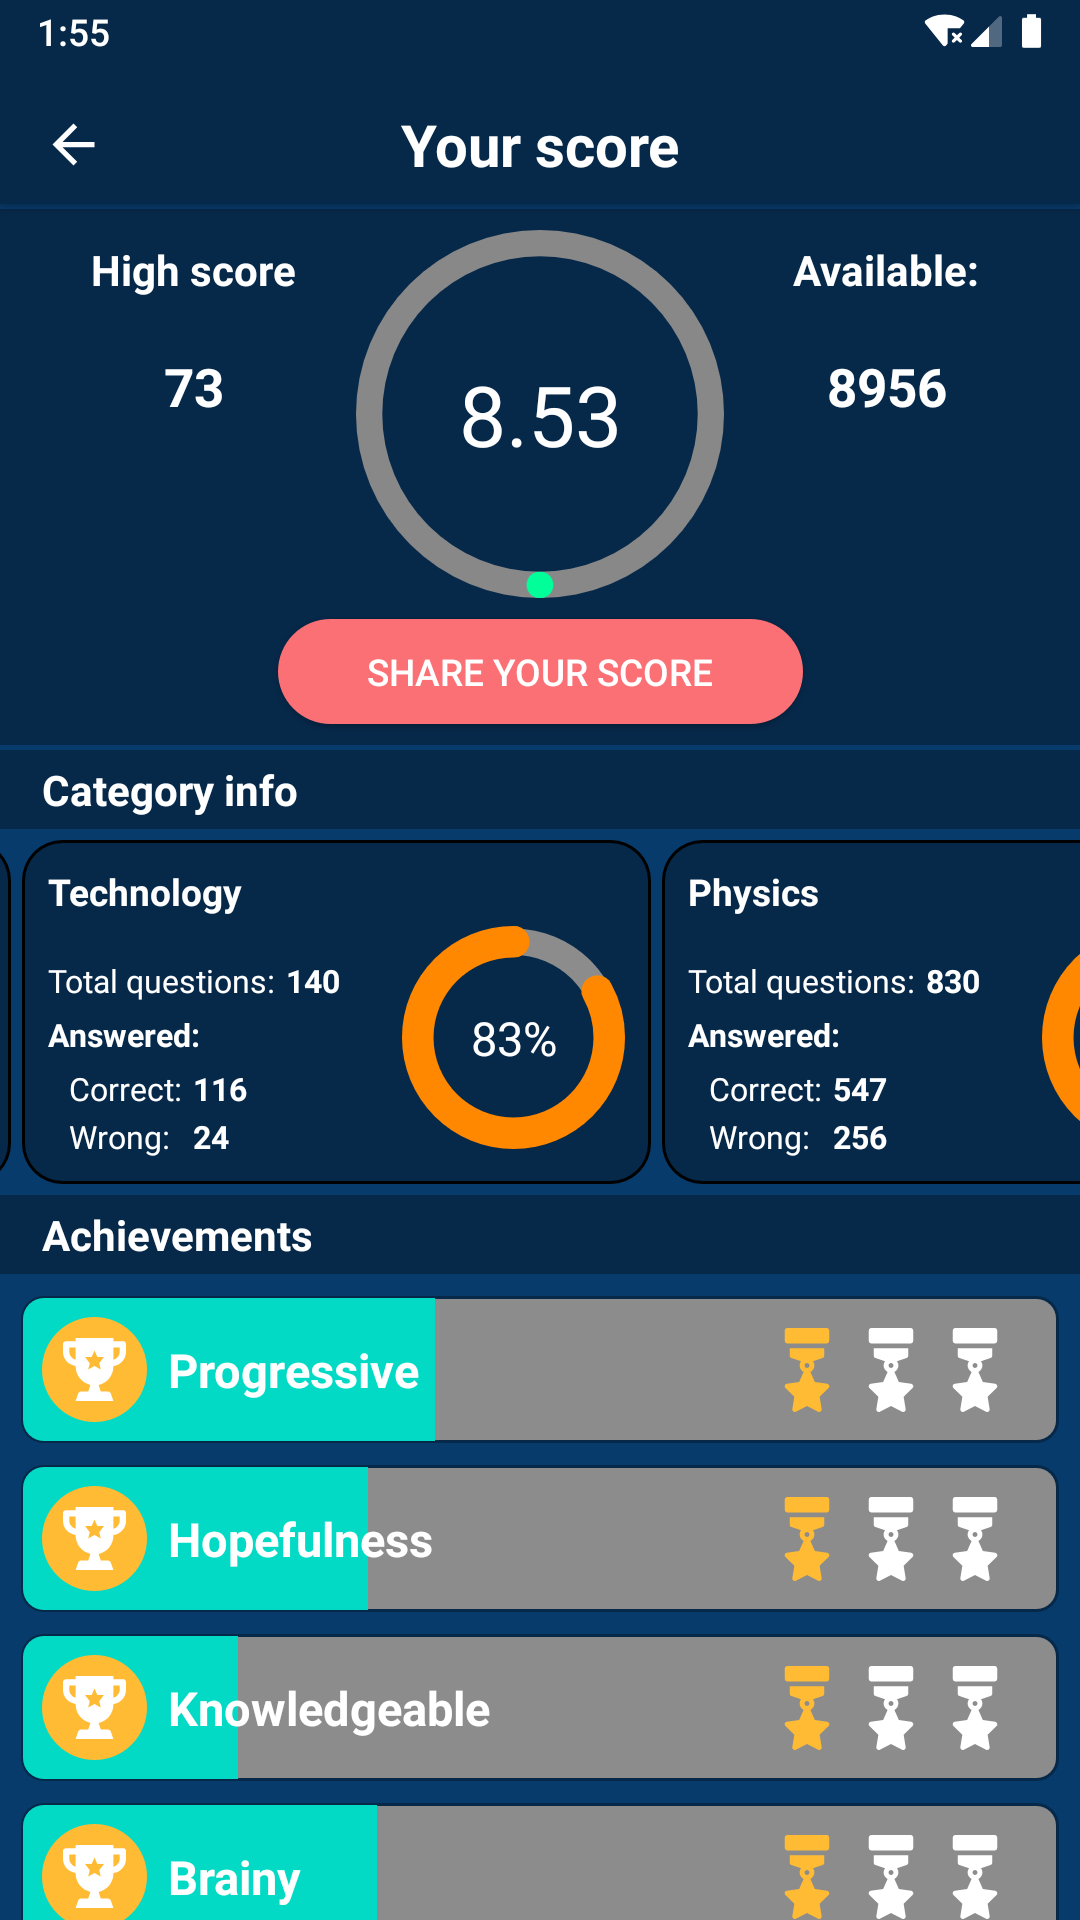 1:55
Your score
High score
73
8.53
Available:
8956
SHARE YOUR SCORE
Category info
Technology
Total questions: 140
Answered:
Correct: 116
Wrong: 24
83%
Physics
Total questions: 830
Answered:
Correct: 547
Wrong: 256
Achievements
Progressive
Hopefulness
Knowledgeable
Brainy